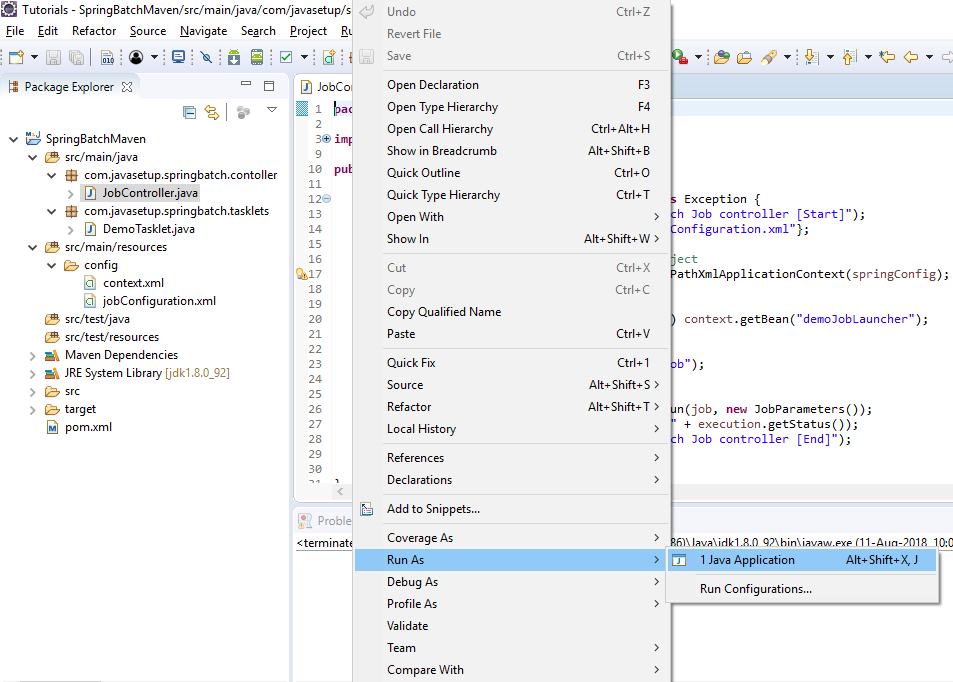 Tutorials - SpringBatchMaven/src/main/java/com/javasetup/s
File Edit Refactor Source Navigate Search Project Ru
Package Explorer
SpringBatchMaven
src/main/java
com.javasetup.springbatch.contoller
JobController.java
com.javasetup.springbatch.tasklets
DemoTasklet.java
src/main/resources
config
context.xml
jobConfiguration.xml
src/test/java
src/test/resources
Maven Dependencies
JRE System Library [jdk1.8.0_92]
src
target
pom.xml
JobCo
1 pac
2
3 imp
9
10 pub
11
12
13
14
15
16
17
18
19
20
21
22
23
24
25
26
27
28
29
30
31 }
s Exception {
ch Job controller [Start]");
Configuration.xml"};
ject
PathXmlApplicationContext(springConfig);
) context.getBean("demoJobLauncher");
ob");
un(job, new JobParameters());
" + execution.getStatus());
ch Job controller [End]");
Proble
<terminate
86)\Java\jdk1.8.0_92\bin\javaw.exe (11-Aug-2018, 10:0
Undo Ctrl+Z
Revert File
Save Ctrl+S
Open Declaration F3
Open Type Hierarchy F4
Open Call Hierarchy Ctrl+Alt+H
Show in Breadcrumb Alt+Shift+B
Quick Outline Ctrl+O
Quick Type Hierarchy Ctrl+T
Open With
Show In Alt+Shift+W
Cut Ctrl+X
Copy Ctrl+C
Copy Qualified Name
Paste Ctrl+V
Quick Fix Ctrl+1
Source Alt+Shift+S
Refactor Alt+Shift+T
Local History
References
Declarations
Add to Snippets...
Coverage As
Run As
Debug As
Profile As
Validate
Team
Compare With
1 Java Application Alt+Shift+X, J
Run Configurations...